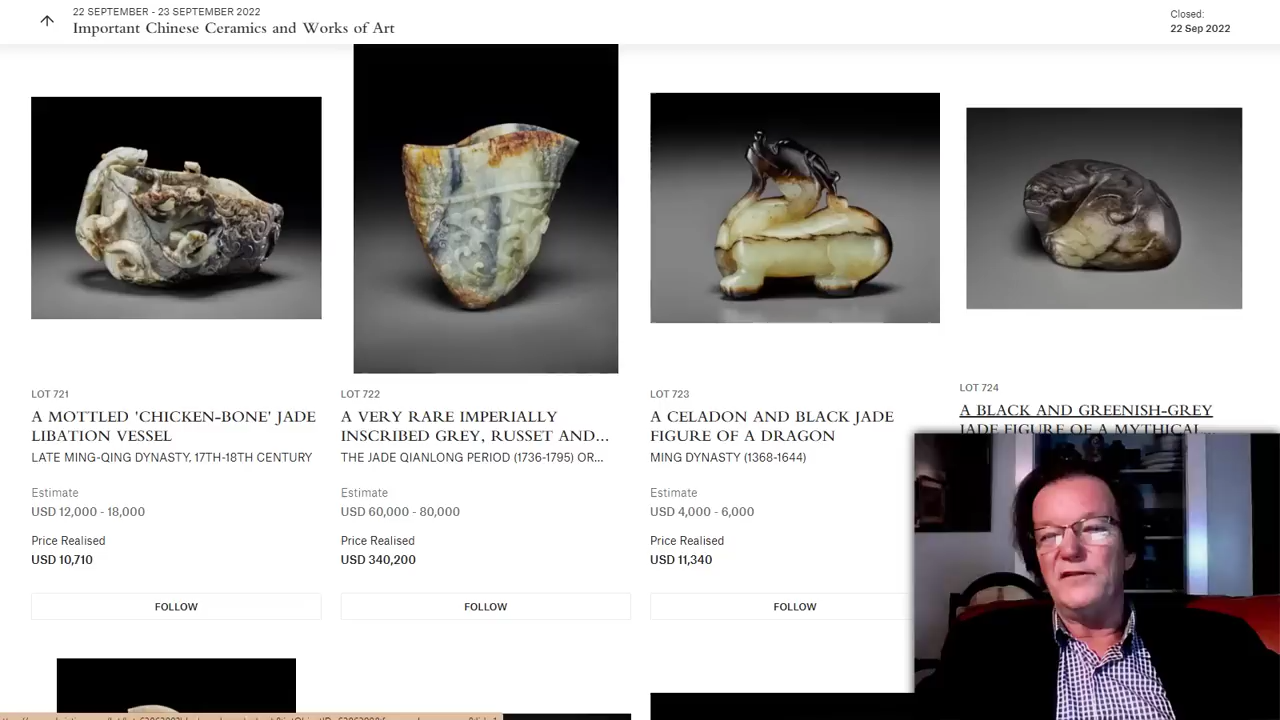 22 SEPTEMBER - 23 SEPTEMBER 2022
Important Chinese Ceramics and Works of Art
Closed:
22 Sep 2022
LOT 721
A MOTTLED 'CHICKEN-BONE' JADE
LIBATION VESSEL
LATE MING-QING DYNASTY, 17TH-18TH CENTURY
Estimate
USD 12,000 - 18,000
Price Realised
USD 10,710
FOLLOW
LOT 722
A VERY RARE IMPERIALLY
INSCRIBED GREY, RUSSET AND...
THE JADE QIANLONG PERIOD (1736-1795) OR...
Estimate
USD 60,000 - 80,000
Price Realised
USD 340,200
FOLLOW
LOT 723
A CELADON AND BLACK JADE
FIGURE OF A DRAGON
MING DYNASTY (1368-1644)
Estimate
USD 4,000 - 6,000
Price Realised
USD 11,340
FOLLOW
LOT 724
A BLACK AND GREENISH-GREY
JADE FIGURE OF A MYTHICAL...